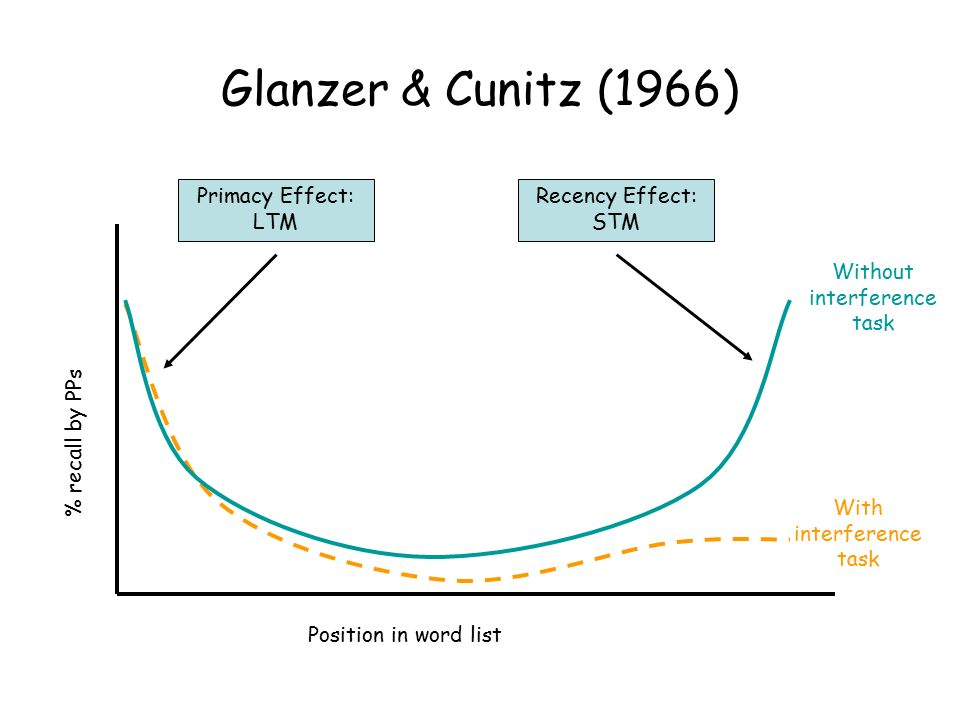 Glanzer & Cunitz (1966)
Primacy Effect:
LTM
Recency Effect:
STM
Without
interference
task
% recall by PPs
With
interference
task
Position in word list